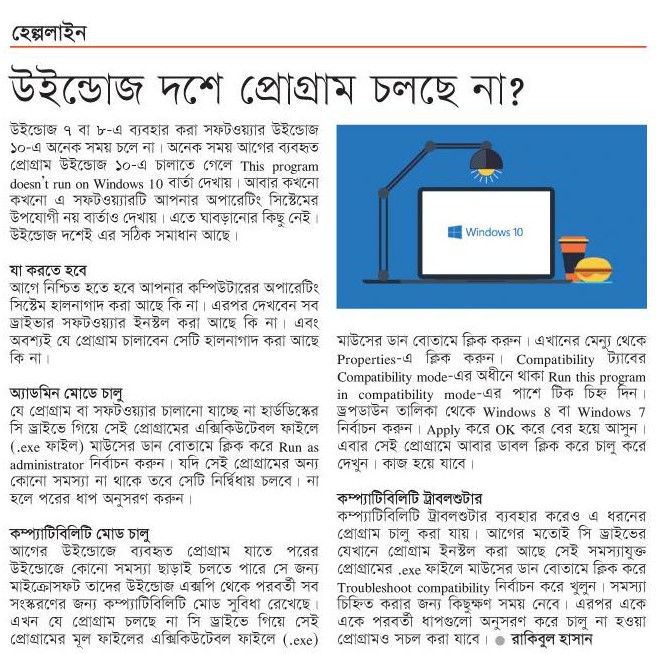 হেল্পলাইন
উইন্ডোজ দশে প্রোগ্রাম চলছে না?
উইন্ডোজ ৭ বা ৮-এ ব্যবহার করা সফটওয়্যার উইন্ডোজ
১০-এ অনেক সময় চলে না। অনেক সময় আগের ব্যবহৃত
প্রোগ্রাম উইন্ডোজ ১০-এ চালাতে গেলে This program
doesn't run on Windows 10 বার্তা দেখায়। আবার কখনো
কখনো এ সফটওয়্যারটি আপনার অপারেটিং সিস্টেমের
উপযোগী নয় বার্তাও দেখায়। এতে ঘাবড়ানোর কিছু নেই।
উইন্ডোজ দশেই এর সঠিক সমাধান আছে।
যা করতে হবে
আগে নিশ্চিত হতে হবে আপনার কম্পিউটারের অপারেটিং
সিস্টেম হালনাগাদ করা আছে কি না। এরপর দেখবেন সব
ড্রাইভার সফটওয়্যার ইনস্টল করা আছে কি না। এবং
অবশ্যই যে প্রোগ্রাম চালাবেন সেটি হালনাগাদ করা আছে
কি না।
অ্যাডমিন মোডে চালু
যে প্রোগ্রাম বা সফটওয়্যার চালানো যাচ্ছে না হার্ডডিস্কের
সি ড্রাইভে গিয়ে সেই প্রোগ্রামের এক্সিকিউটেবল ফাইলে
(.exe ফাইল) মাউসের ডান বোতামে ক্লিক করে Run as
administrator নির্বাচন করুন। যদি সেই প্রোগ্রামের অন্য
কোনো সমস্যা না থাকে তবে সেটি নির্দ্বিধায় চলবে। না
হলে পরের ধাপ অনুসরণ করুন।
কম্প্যাটিবিলিটি মোড চালু
আগের উইন্ডোজে ব্যবহৃত প্রোগ্রাম যাতে পরের
উইন্ডোজে কোনো সমস্যা ছাড়াই চলতে পারে সে জন্য
মাইক্রোসফট তাদের উইন্ডোজ এক্সপি থেকে পরবর্তী সব
সংস্করণের জন্য কম্প্যাটিবিলিটি মোড সুবিধা রেখেছে।
এখন যে প্রোগ্রাম চলছে না সি ড্রাইভে গিয়ে সেই
প্রোগ্রামের মূল ফাইলের এক্সিকিউটেবল ফাইলে (.exe)
Windows 10
মাউসের ডান বোতামে ক্লিক করুন। এখানের মেন্যু থেকে
Properties-এ ক্লিক করুন। Compatibility ট্যাবের
Compatibility mode-এর অধীনে থাকা Run this program
in compatibility mode-এর পাশে টিক চিহ্ন দিন।
ড্রপডাউন তালিকা থেকে Windows 8 বা Windows 7
নির্বাচন করুন। Apply করে OK করে বের হয়ে আসুন।
এবার সেই প্রোগ্রামে আবার ডাবল ক্লিক করে চালু করে
দেখুন। কাজ হয়ে যাবে।
কম্প্যাটিবিলিটি ট্রাবলশুটার
কম্প্যাটিবিলিটি ট্রাবলশুটার ব্যবহার করেও এ ধরনের
প্রোগ্রাম চালু করা যায়। আগের মতোই সি ড্রাইভের
যেখানে প্রোগ্রাম ইনস্টল করা আছে সেই সমস্যাযুক্ত
প্রোগ্রামের .exe ফাইলে মাউসের ডান বোতামে ক্লিক করে
Troubleshoot compatibility নির্বাচন করে খুলুন। সমস্যা
চিহ্নিত করার জন্য কিছুক্ষণ সময় নেবে। এরপর একে
একে পরবর্তী ধাপগুলো অনুসরণ করে চালু না হওয়া
প্রোগ্রামও সচল করা যাবে। ● রাকিবুল হাসান